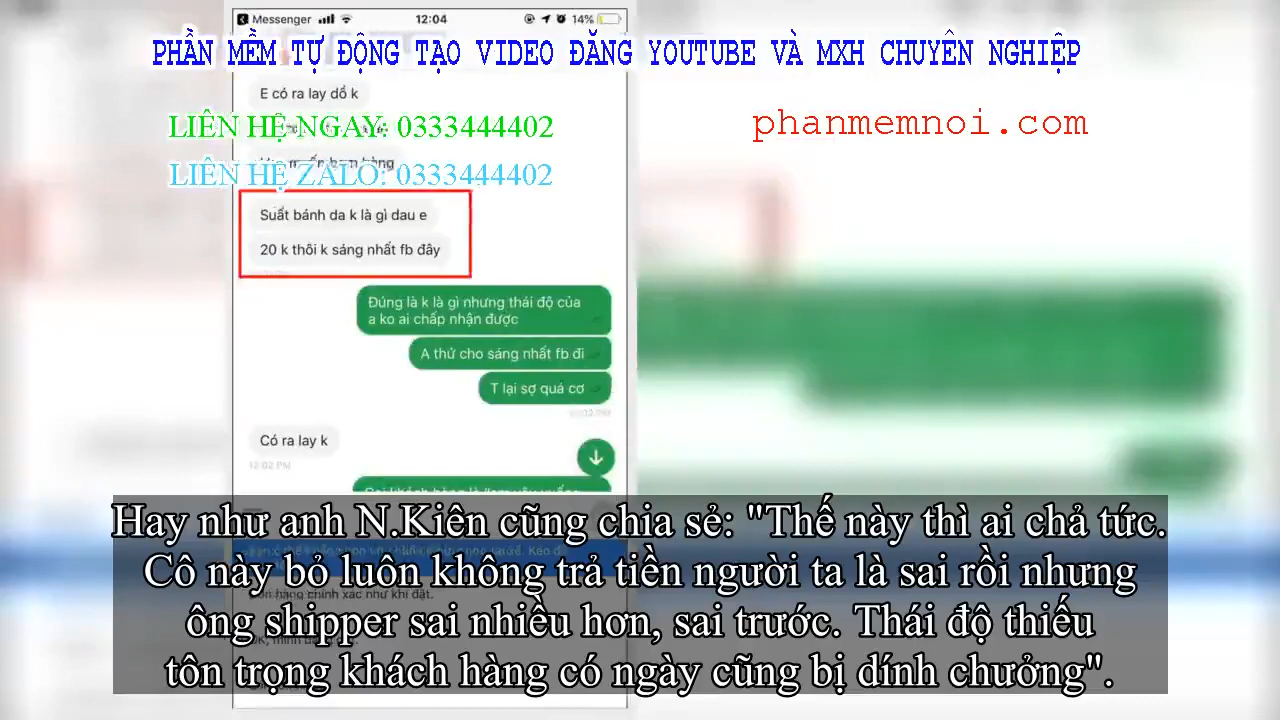 Messenger 12:04 14%
PHẦN MỀM TỰ ĐỘNG TẠO VIDEO ĐĂNG YOUTUBE VÀ MXH CHUYÊN NGHIỆP
E có ra lay dồ k
LIÊN HỆ NGAY: 0333444402
phanmemnoi.com
LIÊN HỆ ZALO: 0333444402
Suất bánh da k là gì dau e
20 k thôi k sáng nhất fb đây
Đúng là k là gì nhưng thái độ của
a ko ai chấp nhận được
A thử cho sáng nhất fb đi
T lại sợ quá cơ
12:02 PM
Có ra lay k
12:02 PM
Hay như anh N.Kiên cũng chia sẻ: "Thế này thì ai chả tức.
Cô này bỏ luôn không trả tiền người ta là sai rồi nhưng
ông shipper sai nhiều hơn, sai trước. Thái độ thiếu
tôn trọng khách hàng có ngày cũng bị dính chưởng".